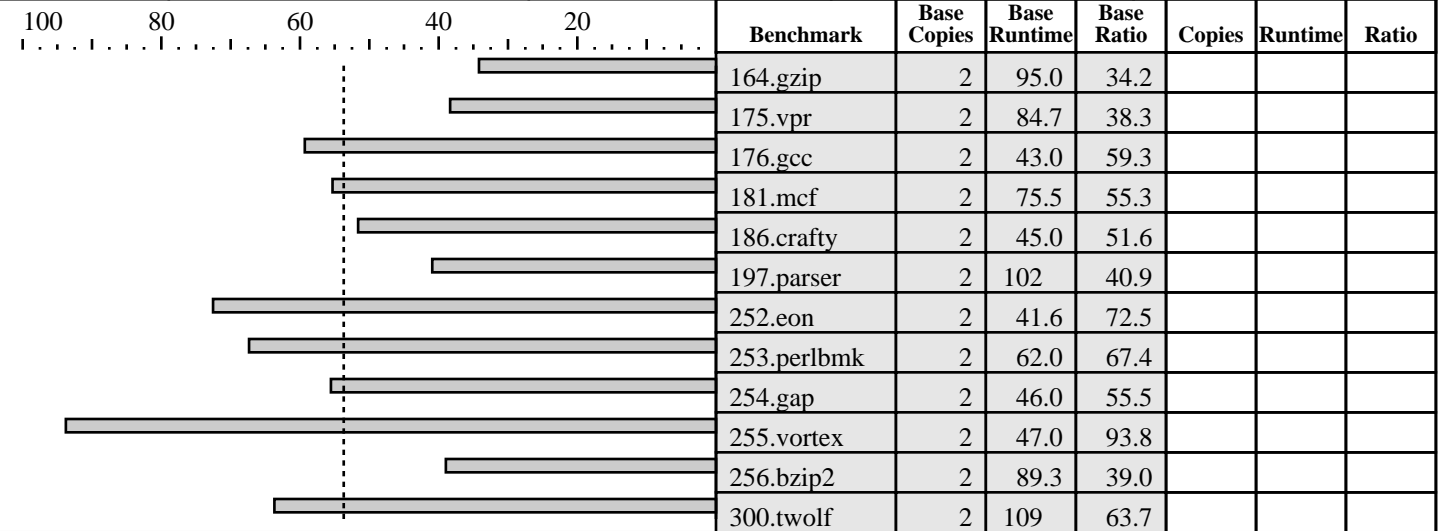 100 80 60 40 20
Benchmark Base Copies Base Runtime Base Ratio Copies Runtime Ratio
164.gzip 2 95.0 34.2
175.vpr 2 84.7 38.3
176.gcc 2 43.0 59.3
181.mcf 2 75.5 55.3
186.crafty 2 45.0 51.6
197.parser 2 102 40.9
252.eon 2 41.6 72.5
253.perlbmk 2 62.0 67.4
254.gap 2 46.0 55.5
255.vortex 2 47.0 93.8
256.bzip2 2 89.3 39.0
300.twolf 2 109 63.7